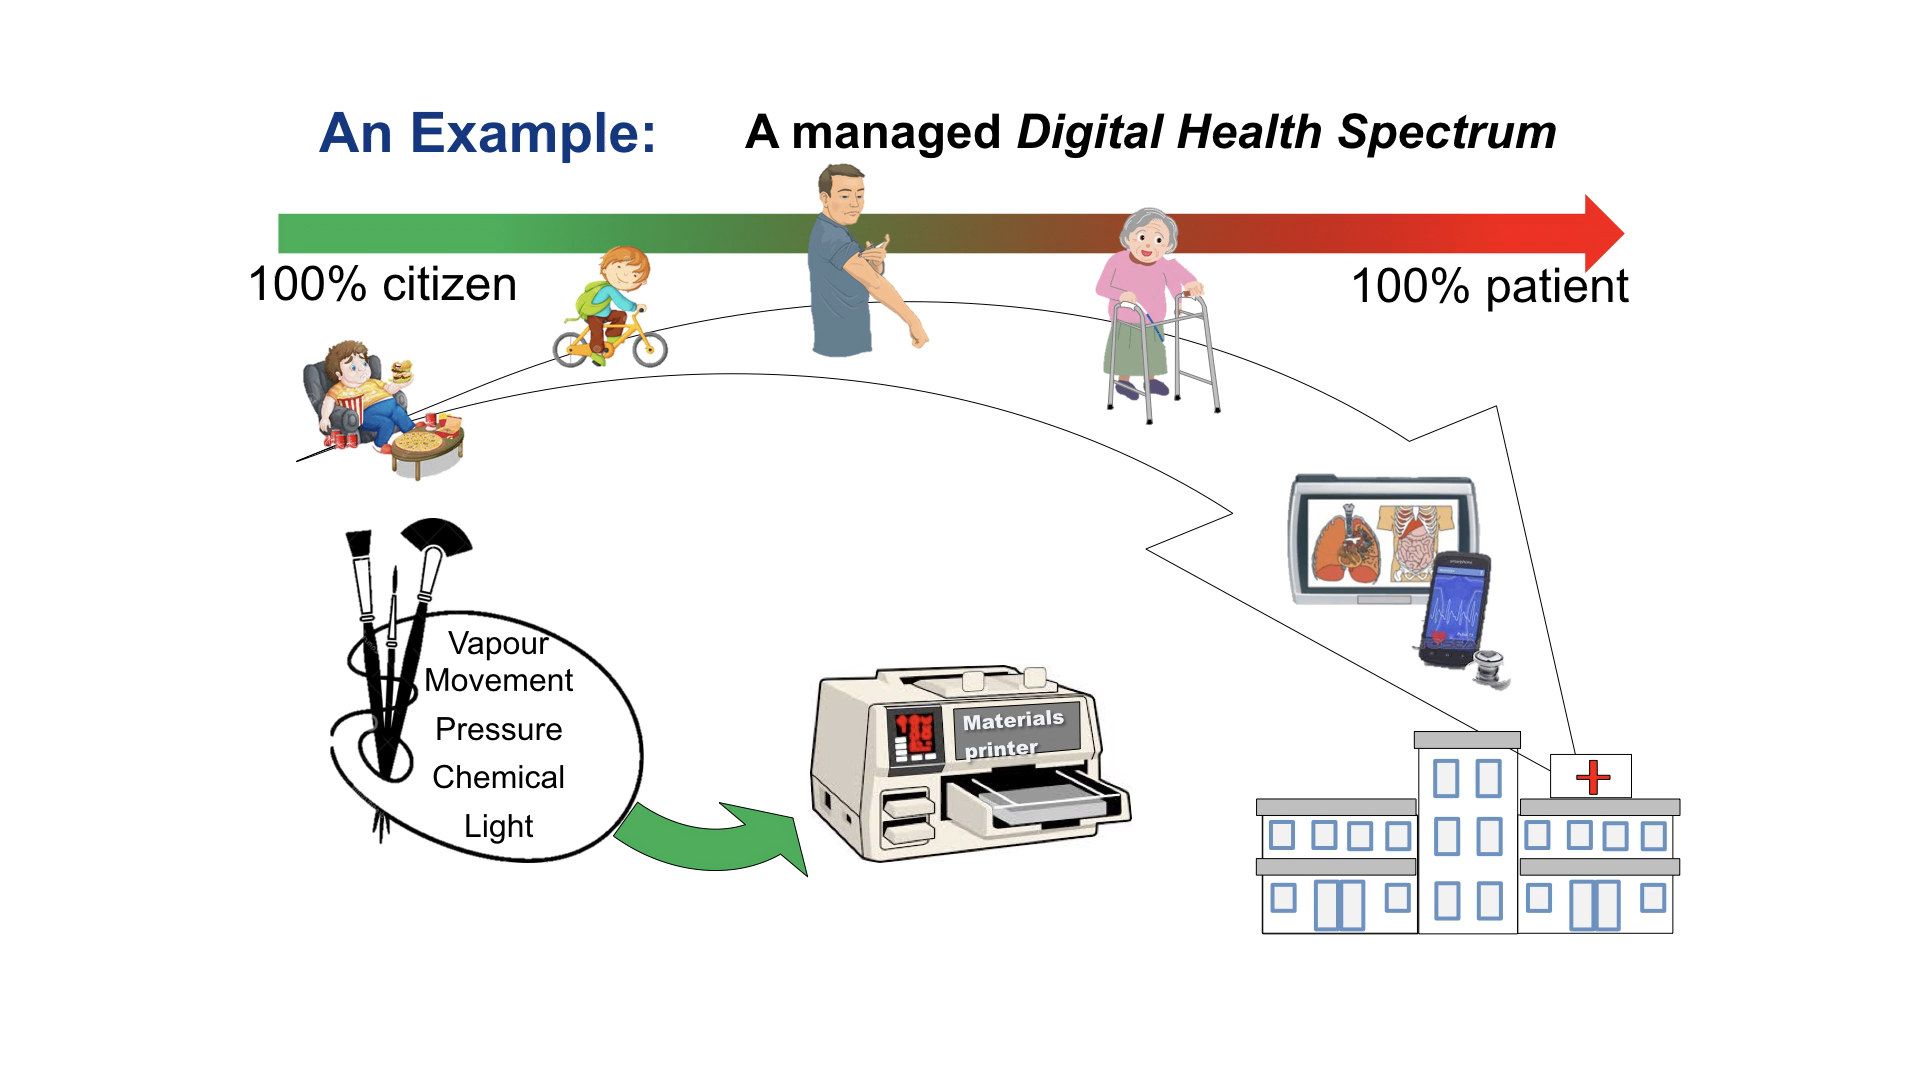 An Example:
A managed Digital Health Spectrum
100% citizen
100% patient
Vapour
Movement
Pressure
Chemical
Light
Materials
printer